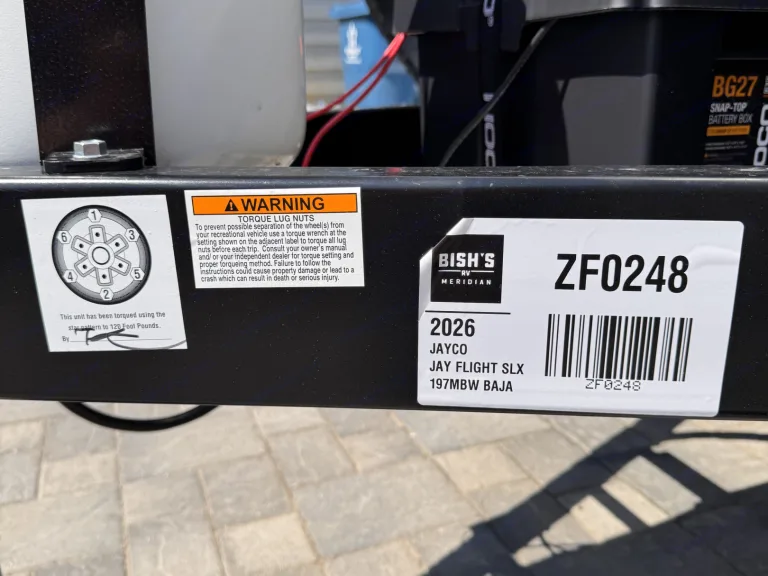 BG27
SNAP-TOP
BATTERY BOX
1
6
3
4
5
2
This unit has been torqued using the
star pattern to 120 Foot Pounds.
By
WARNING
TORQUE LUG NUTS
To prevent possible separation of the wheel(s) from
your recreational vehicle use a torque wrench at the
setting shown on the adjacent label to torque all lug
nuts before each trip. Consult your owner's manual
and/ or your independent dealer for torque setting and
proper torqueing method. Failure to follow the
instructions could cause property damage or lead to a
crash which can result in death or serious injury.
BISH'S
RV
MERIDIAN
ZF0248
2026
JAYCO
JAY FLIGHT SLX
197MBW BAJA
ZF0248